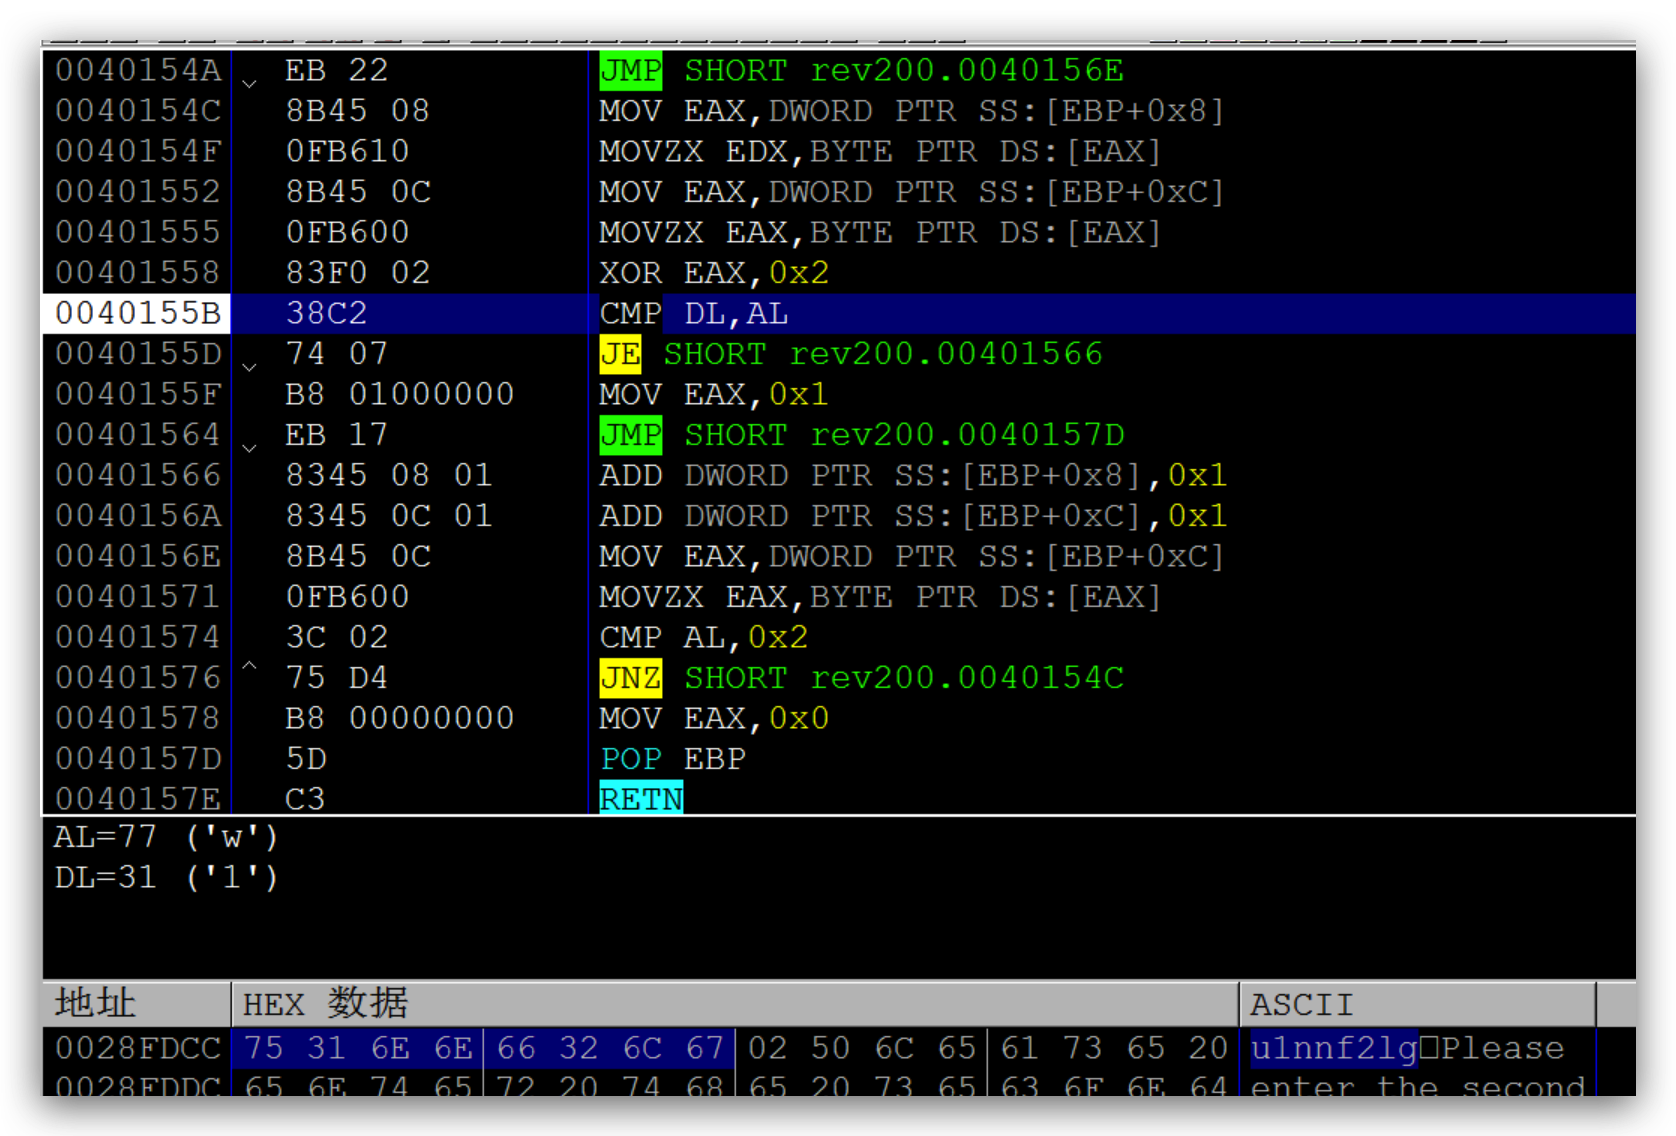 0040154A EB 22 JMP SHORT rev200.0040156E
0040154C 8B45 08 MOV EAX,DWORD PTR SS:[EBP+0x8]
0040154F 0FB610 MOVZX EDX,BYTE PTR DS:[EAX]
00401552 8B45 0C MOV EAX,DWORD PTR SS:[EBP+0xC]
00401555 0FB600 MOVZX EAX,BYTE PTR DS:[EAX]
00401558 83F0 02 XOR EAX,0x2
0040155B 38C2 CMP DL,AL
0040155D 74 07 JE SHORT rev200.00401566
0040155F B8 01000000 MOV EAX,0x1
00401564 EB 17 JMP SHORT rev200.0040157D
00401566 8345 08 01 ADD DWORD PTR SS:[EBP+0x8],0x1
0040156A 8345 0C 01 ADD DWORD PTR SS:[EBP+0xC],0x1
0040156E 8B45 0C MOV EAX,DWORD PTR SS:[EBP+0xC]
00401571 0FB600 MOVZX EAX,BYTE PTR DS:[EAX]
00401574 3C 02 CMP AL,0x2
00401576 75 D4 JNZ SHORT rev200.0040154C
00401578 B8 00000000 MOV EAX,0x0
0040157D 5D POP EBP
0040157E C3 RETN
AL=77 ('w')
DL=31 ('1')
地址 HEX 数据 ASCII
0028FDCC 75 31 6E 6E 66 32 6C 67 02 50 6C 65 61 73 65 20 u1nnf2lg□Please
0028FDDC 65 6E 74 65 72 20 74 68 65 20 73 65 63 6F 6E 64 enter the second